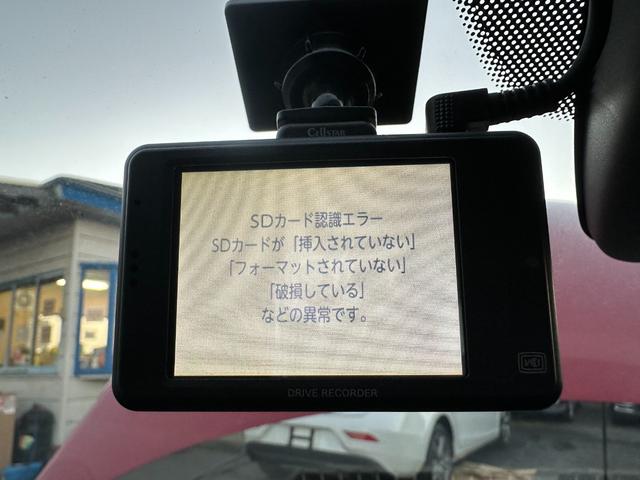 CELLSTAR
SDカード認識エラー
SDカードが「挿入されていない」
「フォーマットされていない」
「破損している」
などの異常です。
DRIVE RECORDER